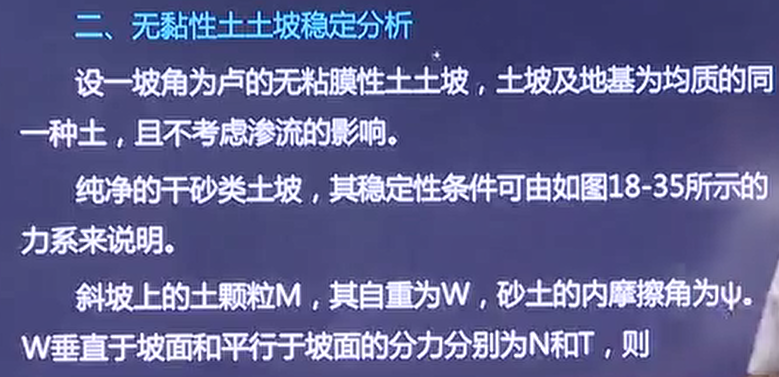 二、无黏性土土坡稳定分析
设一坡角为卢的无粘膜性土土坡，土坡及地基为均质的同
一种土，且不考虑渗流的影响。
纯净的干砂类土坡，其稳定性条件可由如图18-35所示的
力系来说明。
斜坡上的土颗粒M，其自重为W，砂土的内摩擦角为ψ。
W垂直于坡面和平行于坡面的分力分别为N和T，则